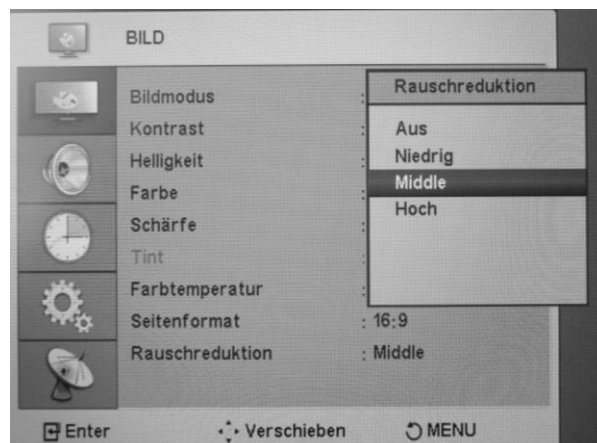 BILD
Bildmodus :
Kontrast :
Helligkeit :
Farbe :
Schärfe :
Tint :
Farbtemperatur :
Seitenformat : 16:9
Rauschreduktion : Middle
Rauschreduktion
Aus
Niedrig
Middle
Hoch
Enter Verschieben MENU